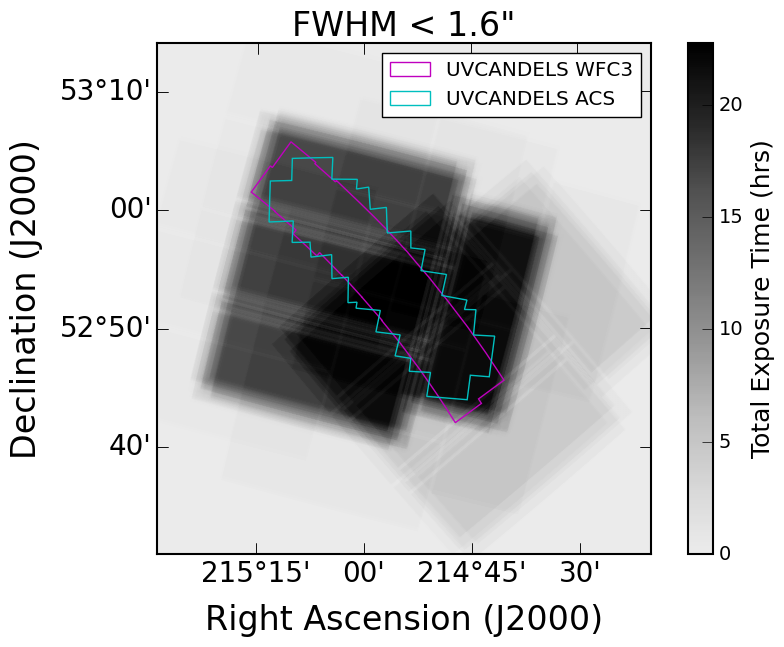 FWHM < 1.6"
UVCANDELS WFC3
UVCANDELS ACS
53°10'
00'
52°50'
40'
215°15'
00'
214°45'
30'
Right Ascension (J2000)
Declination (J2000)
20
15
10
5
0
Total Exposure Time (hrs)